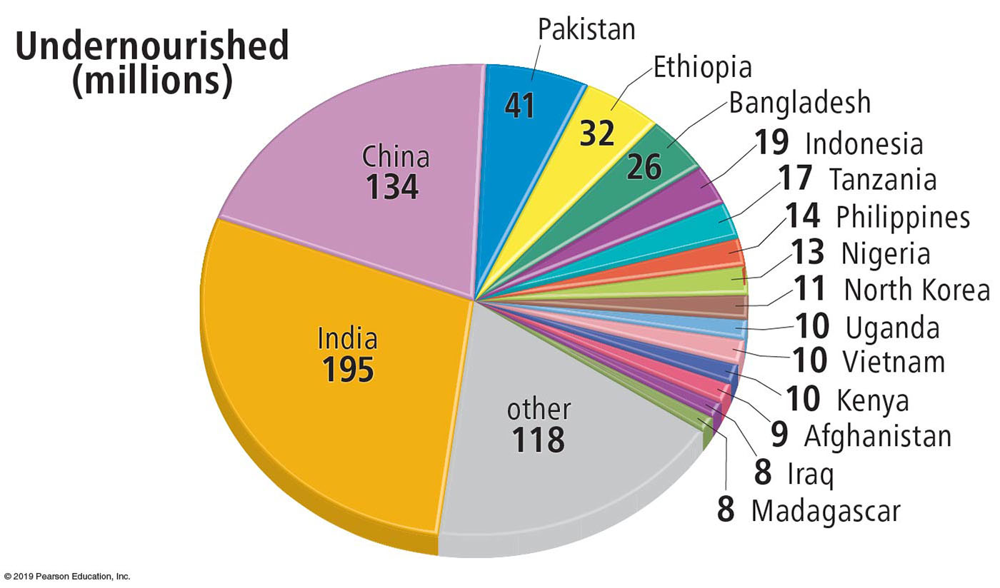 Undernourished
(millions)
Pakistan
41
Ethiopia
32
Bangladesh
26
19 Indonesia
17 Tanzania
14 Philippines
13 Nigeria
11 North Korea
10 Uganda
10 Vietnam
10 Kenya
9 Afghanistan
8 Iraq
8 Madagascar
other
118
India
195
China
134
© 2019 Pearson Education, Inc.